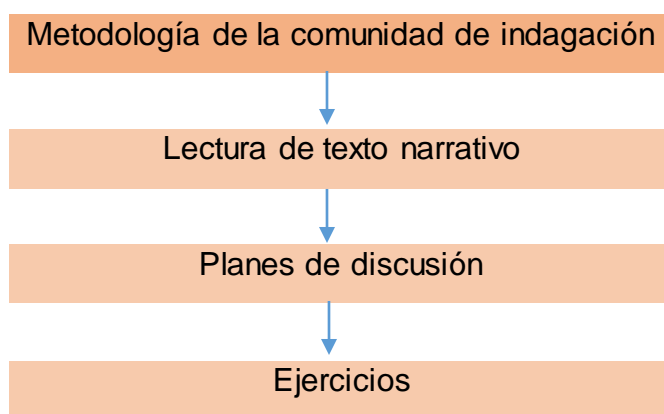 Metodología de la comunidad de indagación
Lectura de texto narrativo
Planes de discusión
Ejercicios